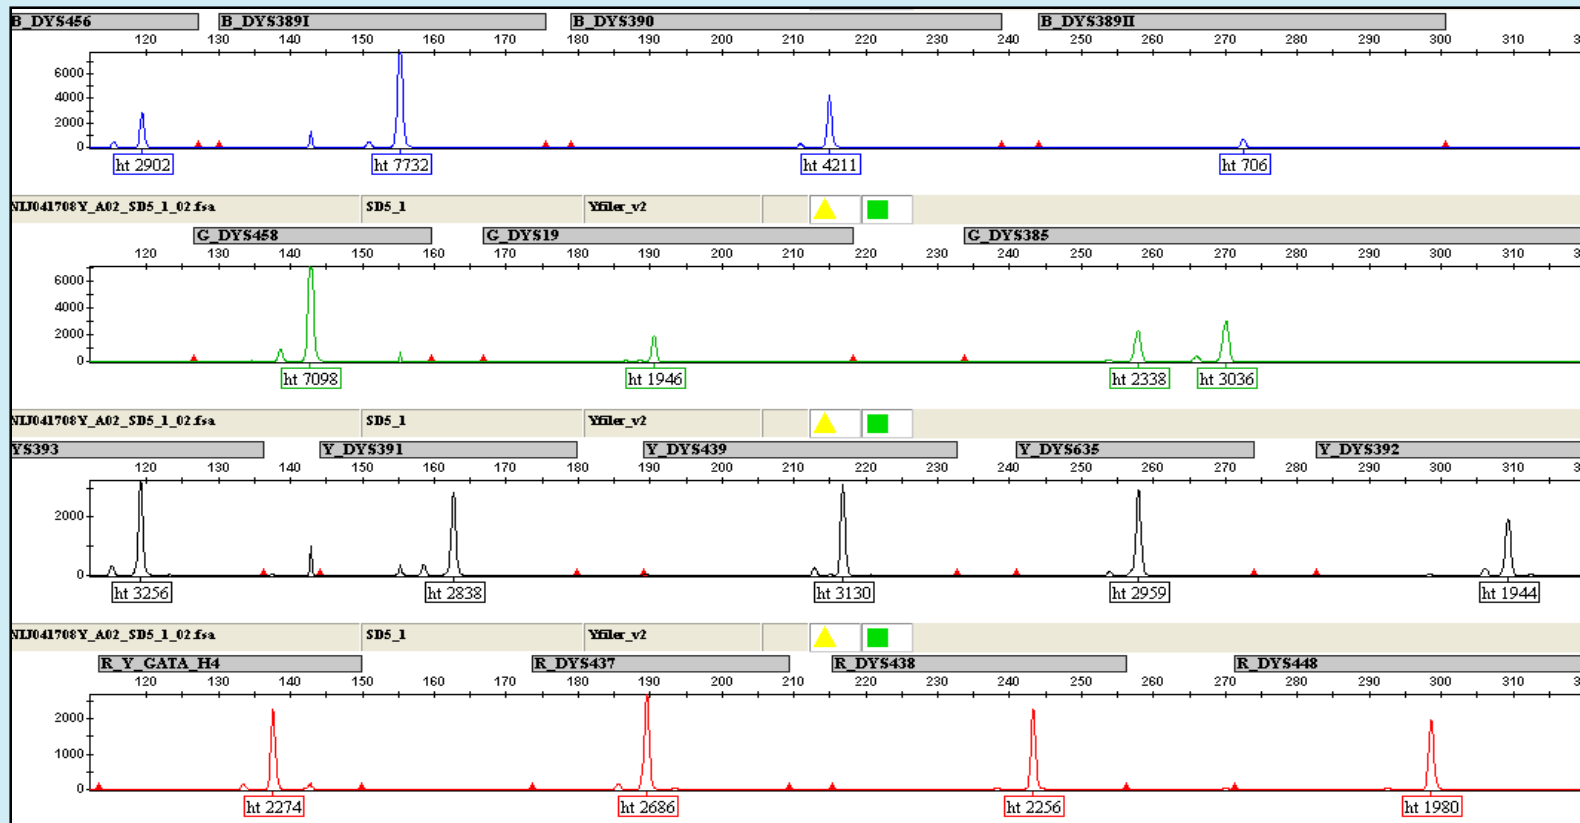 B_DYS456 B_DYS389I B_DYS390 B_DYS389II
120 130 140 150 160 170 180 190 200 210 220 230 240 250 260 270 280 290 300 310 3
6000
4000
2000
0
ht 2902 ht 7732 ht 4211 ht 706
NIJ041708Y_A02_SD5_1_02.fsa SD5_1 Yfiler_v2
G_DYS458 G_DYS19 G_DYS385
120 130 140 150 160 170 180 190 200 210 220 230 240 250 260 270 280 290 300 310 3
6000
4000
2000
0
ht 7098 ht 1946 ht 2338 ht 3036
NIJ041708Y_A02_SD5_1_02.fsa SD5_1 Yfiler_v2
YS393 Y_DYS391 Y_DYS439 Y_DYS635 Y_DYS392
120 130 140 150 160 170 180 190 200 210 220 230 240 250 260 270 280 290 300 310 3
2000
0
ht 3256 ht 2838 ht 3130 ht 2959 ht 1944
NIJ041708Y_A02_SD5_1_02.fsa SD5_1 Yfiler_v2
R_Y_GATA_H4 R_DYS437 R_DYS438 R_DYS448
120 130 140 150 160 170 180 190 200 210 220 230 240 250 260 270 280 290 300 310 3
2000
1000
0
ht 2274 ht 2686 ht 2256 ht 1980